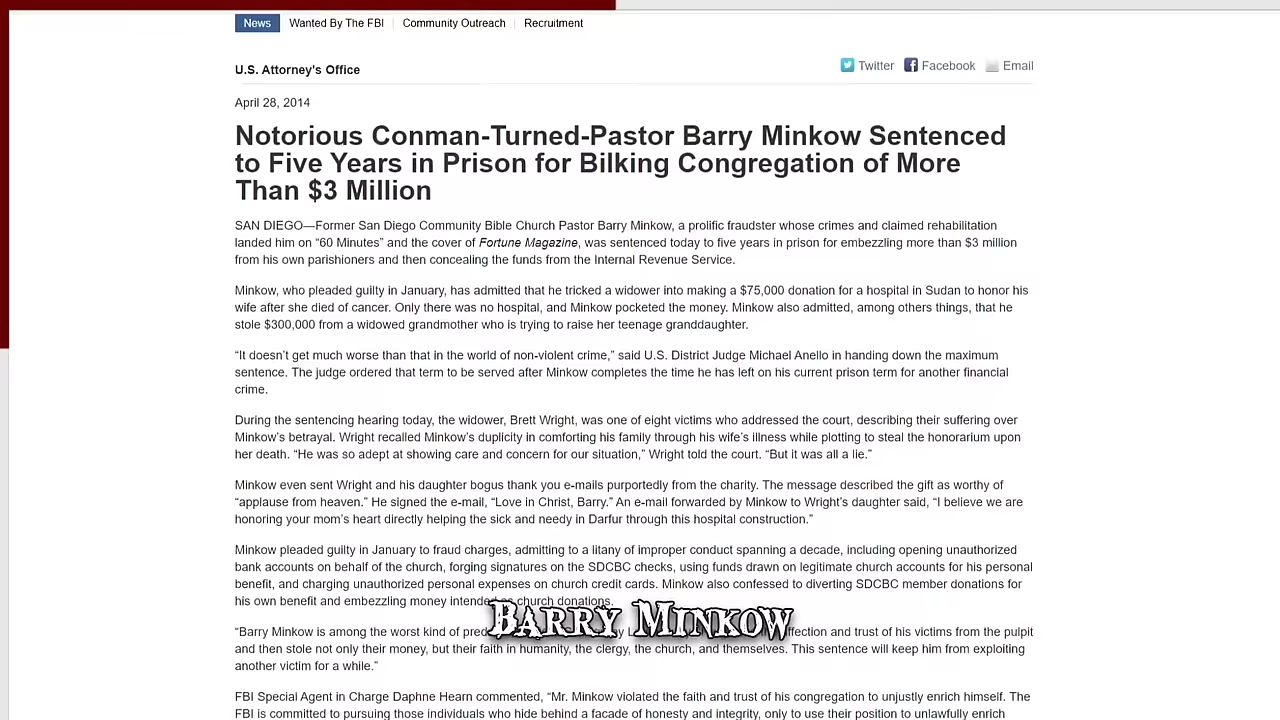 News Wanted By The FBI Community Outreach Recruitment
U.S. Attorney's Office
Twitter Facebook Email
April 28, 2014
Notorious Conman-Turned-Pastor Barry Minkow Sentenced
to Five Years in Prison for Bilking Congregation of More
Than $3 Million
SAN DIEGO—Former San Diego Community Bible Church Pastor Barry Minkow, a prolific fraudster whose crimes and claimed rehabilitation
landed him on “60 Minutes” and the cover of Fortune Magazine, was sentenced today to five years in prison for embezzling more than $3 million
from his own parishioners and then concealing the funds from the Internal Revenue Service.
Minkow, who pleaded guilty in January, has admitted that he tricked a widower into making a $75,000 donation for a hospital in Sudan to honor his
wife after she died of cancer. Only there was no hospital, and Minkow pocketed the money. Minkow also admitted, among others things, that he
stole $300,000 from a widowed grandmother who is trying to raise her teenage granddaughter.
“It doesn’t get much worse than that in the world of non-violent crime,” said U.S. District Judge Michael Anello in handing down the maximum
sentence. The judge ordered that term to be served after Minkow completes the time he has left on his current prison term for another financial
crime.
During the sentencing hearing today, the widower, Brett Wright, was one of eight victims who addressed the court, describing their suffering over
Minkow’s betrayal. Wright recalled Minkow’s duplicity in comforting his family through his wife’s illness while plotting to steal the honorarium upon
her death. “He was so adept at showing care and concern for our situation,” Wright told the court. “But it was all a lie.”
Minkow even sent Wright and his daughter bogus thank you e-mails purportedly from the charity. The message described the gift as worthy of
“applause from heaven.” He signed the e-mail, “Love in Christ, Barry.” An e-mail forwarded by Minkow to Wright’s daughter said, “I believe we are
honoring your mom’s heart directly helping the sick and needy in Darfur through this hospital construction.”
Minkow pleaded guilty in January to fraud charges, admitting to a litany of improper conduct spanning a decade, including opening unauthorized
bank accounts on behalf of the church, forging signatures on the SDCBC checks, using funds drawn on legitimate church accounts for his personal
benefit, and charging unauthorized personal expenses on church credit cards. Minkow also confessed to diverting SDCBC member donations for
his own benefit and embezzling money intended as church donations.
Barry Minkow
“Barry Minkow is among the worst kind of affection and trust of his victims from the pulpit
and then stole not only their money, but their faith in humanity, the clergy, the church, and themselves. This sentence will keep him from exploiting
another victim for a while.”
FBI Special Agent in Charge Daphne Hearn commented, “Mr. Minkow violated the faith and trust of his congregation to unjustly enrich himself. The
FBI is committed to pursuing those individuals who hide behind a facade of honesty and integrity, only to use their position to unlawfully enrich